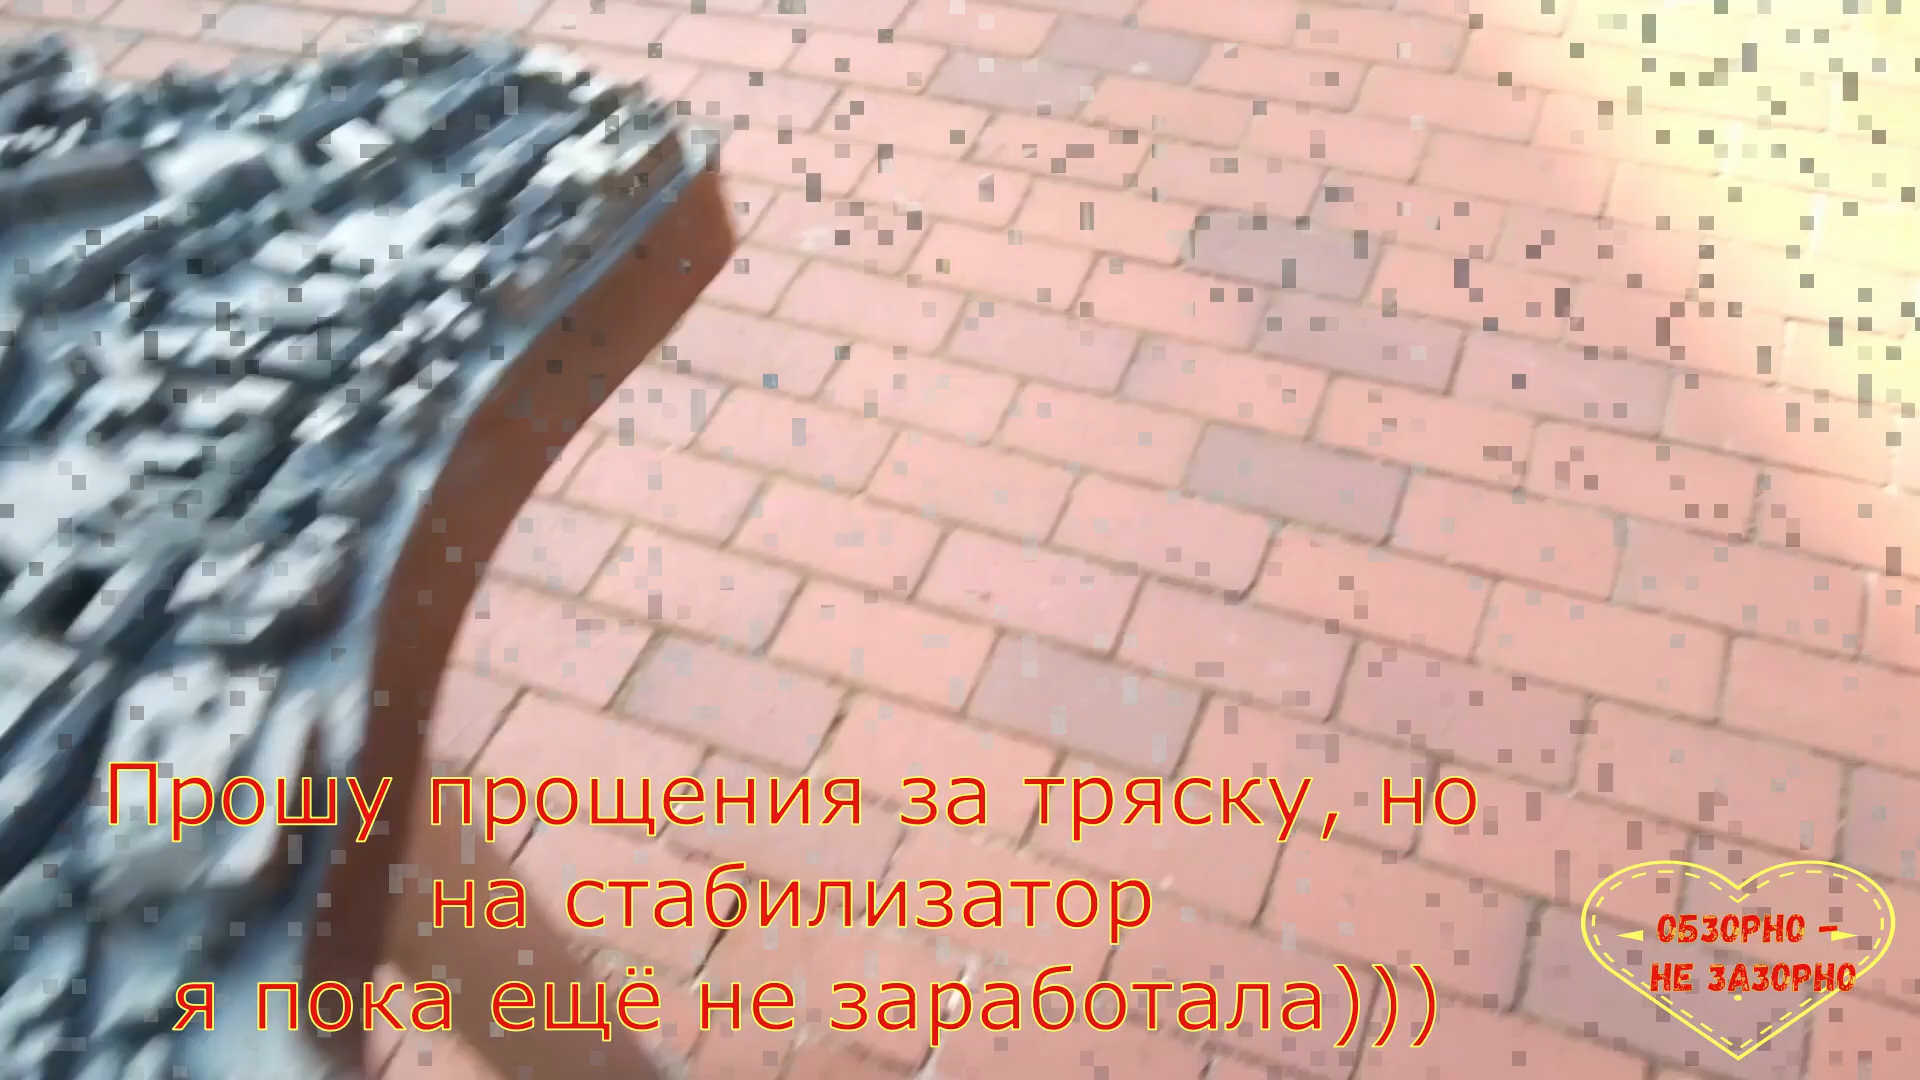 Прошу прощения за тряску, но
на стабилизатор
я пока ещё не заработала)))
ОБЗОРНО –
НЕ ЗАЗОРНО